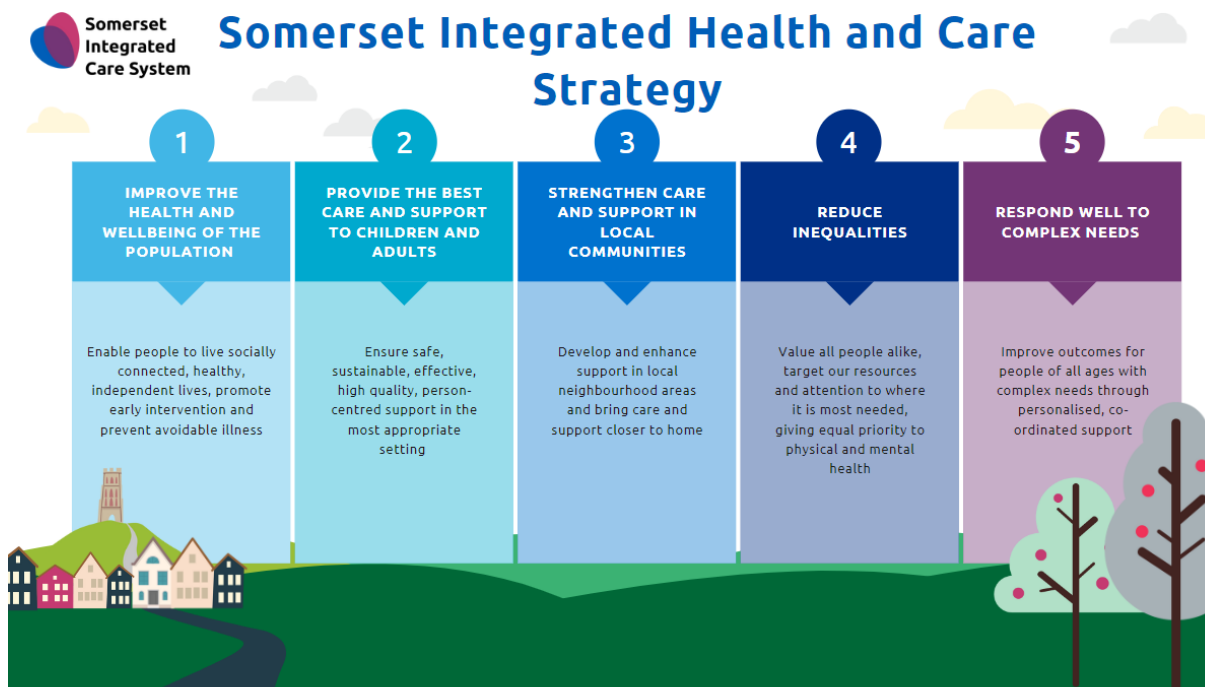 Somerset
Integrated
Care System
Somerset Integrated Health and Care
Strategy
1
IMPROVE THE
HEALTH AND
WELLBEING OF THE
POPULATION
Enable people to live socially
connected, healthy,
independent lives, promote
early intervention and
prevent avoidable illness
2
PROVIDE THE BEST
CARE AND SUPPORT
TO CHILDREN AND
ADULTS
Ensure safe,
sustainable, effective,
high quality, person-
centred support in the
most appropriate
setting
3
STRENGTHEN CARE
AND SUPPORT IN
LOCAL
COMMUNITIES
Develop and enhance
support in local
neighbourhood areas
and bring care and
support closer to home
4
REDUCE
INEQUALITIES
Value all people alike,
target our resources
and attention to where
it is most needed,
giving equal priority to
physical and mental
health
5
RESPOND WELL TO
COMPLEX NEEDS
Improve outcomes for
people of all ages with
complex needs through
personalised, co-
ordinated support